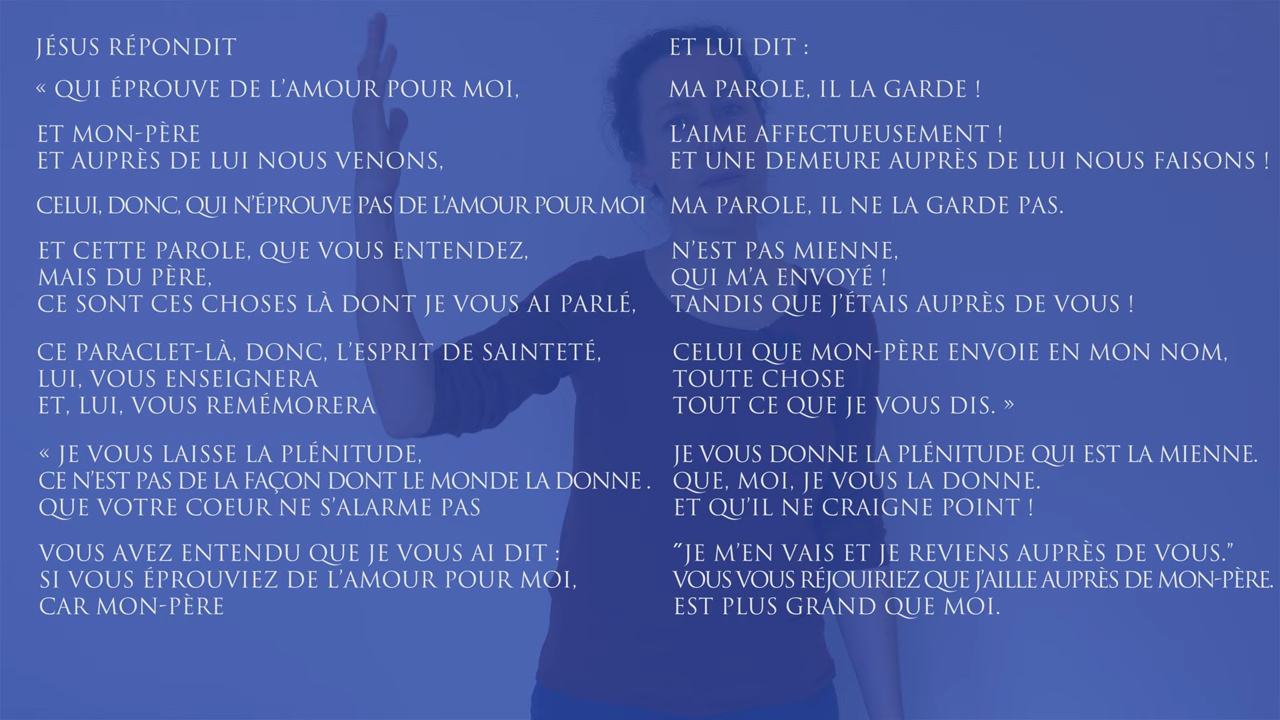 JÉSUS RÉPONDIT ET LUI DIT :
« QUI ÉPROUVE DE L’AMOUR POUR MOI, MA PAROLE, IL LA GARDE !
ET MON-PÈRE L’AIME AFFECTUEUSEMENT !
ET AUPRÈS DE LUI NOUS VENONS, ET UNE DEMEURE AUPRÈS DE LUI NOUS FAISONS !
CELUI, DONC, QUI N’ÉPROUVE PAS DE L’AMOUR POUR MOI MA PAROLE, IL NE LA GARDE PAS.
ET CETTE PAROLE, QUE VOUS ENTENDEZ, N’EST PAS MIENNE,
MAIS DU PÈRE, QUI M’A ENVOYÉ !
CE SONT CES CHOSES LÀ DONT JE VOUS AI PARLÉ, TANDIS QUE J’ÉTAIS AUPRÈS DE VOUS !
CE PARACLET-LÀ, DONC, L’ESPRIT DE SAINTETÉ, CELUI QUE MON-PÈRE ENVOIE EN MON NOM,
LUI, VOUS ENSEIGNERA TOUTE CHOSE
ET, LUI, VOUS REMÉMORERA TOUT CE QUE JE VOUS DIS. »
« JE VOUS LAISSE LA PLÉNITUDE, JE VOUS DONNE LA PLÉNITUDE QUI EST LA MIENNE.
CE N’EST PAS DE LA FAÇON DONT LE MONDE LA DONNE . QUE, MOI, JE VOUS LA DONNE.
QUE VOTRE COEUR NE S’ALARME PAS ET QU’IL NE CRAIGNE POINT !
VOUS AVEZ ENTENDU QUE JE VOUS AI DIT : ˝JE M’EN VAIS ET JE REVIENS AUPRÈS DE VOUS.”
SI VOUS ÉPROUVIEZ DE L’AMOUR POUR MOI, VOUS VOUS RÉJOUIRIEZ QUE J’AILLE AUPRÈS DE MON-PÈRE.
CAR MON-PÈRE EST PLUS GRAND QUE MOI.